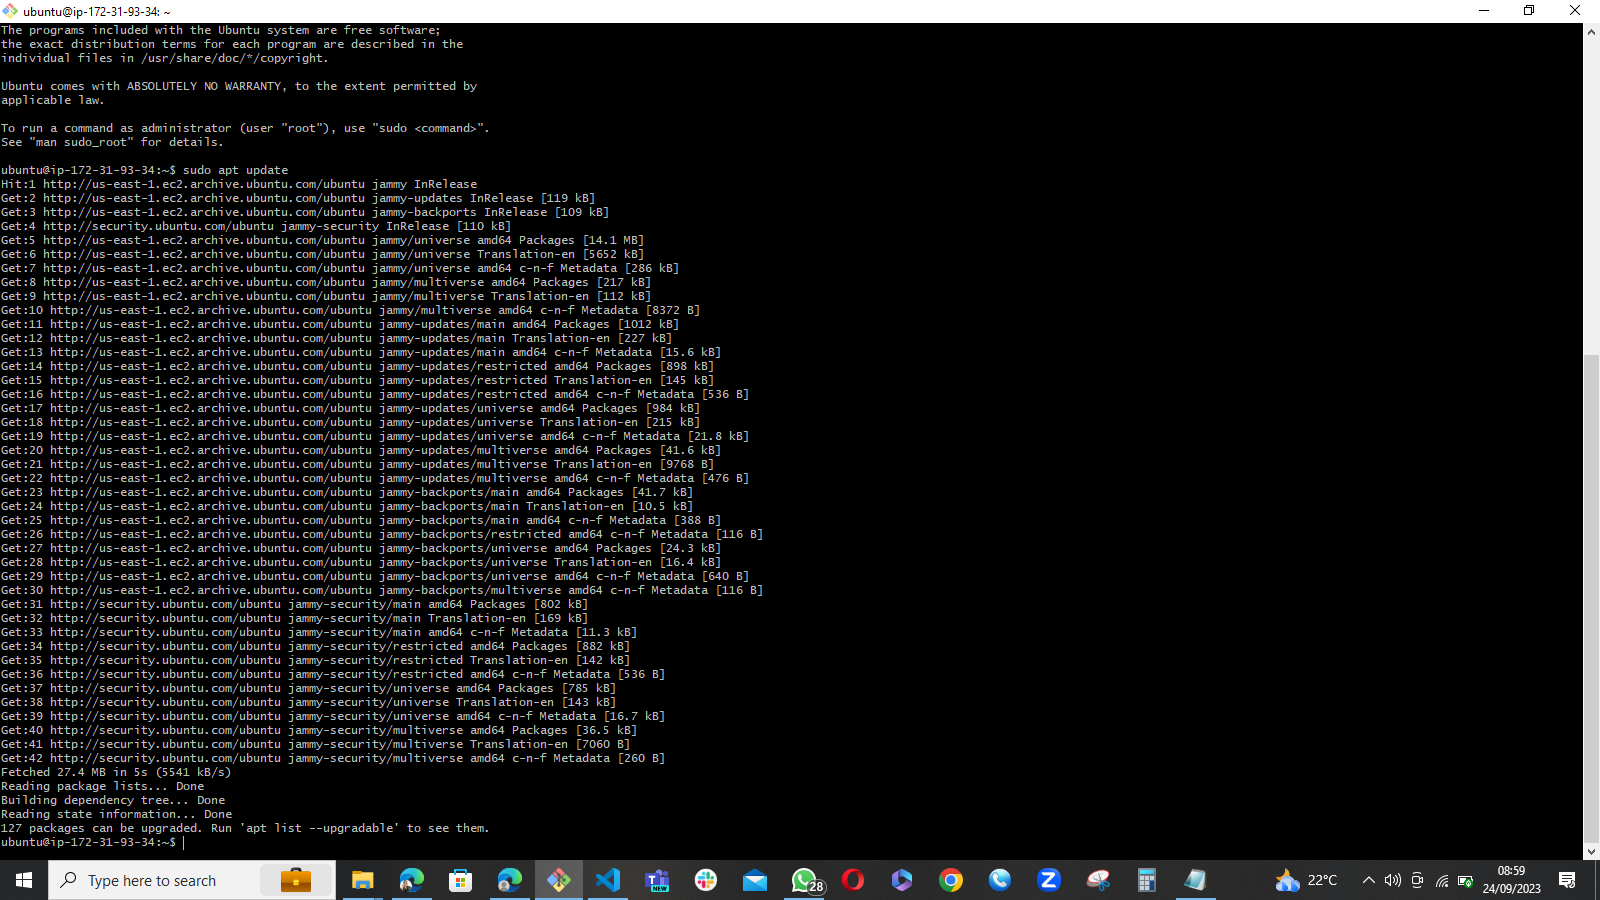 ubuntu@ip-172-31-93-34: ~
The programs included with the Ubuntu system are free software;
the exact distribution terms for each program are described in the
individual files in /usr/share/doc/*/copyright.
Ubuntu comes with ABSOLUTELY NO WARRANTY, to the extent permitted by
applicable law.
To run a command as administrator (user "root"), use "sudo <command>".
See "man sudo_root" for details.
ubuntu@ip-172-31-93-34:~$ sudo apt update
Hit:1 http://us-east-1.ec2.archive.ubuntu.com/ubuntu jammy InRelease
Get:2 http://us-east-1.ec2.archive.ubuntu.com/ubuntu jammy-updates InRelease [119 kB]
Get:3 http://us-east-1.ec2.archive.ubuntu.com/ubuntu jammy-backports InRelease [109 kB]
Get:4 http://security.ubuntu.com/ubuntu jammy-security InRelease [110 kB]
Get:5 http://us-east-1.ec2.archive.ubuntu.com/ubuntu jammy/universe amd64 Packages [14.1 MB]
Get:6 http://us-east-1.ec2.archive.ubuntu.com/ubuntu jammy/universe Translation-en [5652 kB]
Get:7 http://us-east-1.ec2.archive.ubuntu.com/ubuntu jammy/universe amd64 c-n-f Metadata [286 kB]
Get:8 http://us-east-1.ec2.archive.ubuntu.com/ubuntu jammy/multiverse amd64 Packages [217 kB]
Get:9 http://us-east-1.ec2.archive.ubuntu.com/ubuntu jammy/multiverse Translation-en [112 kB]
Get:10 http://us-east-1.ec2.archive.ubuntu.com/ubuntu jammy/multiverse amd64 c-n-f Metadata [8372 B]
Get:11 http://us-east-1.ec2.archive.ubuntu.com/ubuntu jammy-updates/main amd64 Packages [1012 kB]
Get:12 http://us-east-1.ec2.archive.ubuntu.com/ubuntu jammy-updates/main Translation-en [227 kB]
Get:13 http://us-east-1.ec2.archive.ubuntu.com/ubuntu jammy-updates/main amd64 c-n-f Metadata [15.6 kB]
Get:14 http://us-east-1.ec2.archive.ubuntu.com/ubuntu jammy-updates/restricted amd64 Packages [898 kB]
Get:15 http://us-east-1.ec2.archive.ubuntu.com/ubuntu jammy-updates/restricted Translation-en [145 kB]
Get:16 http://us-east-1.ec2.archive.ubuntu.com/ubuntu jammy-updates/restricted amd64 c-n-f Metadata [536 B]
Get:17 http://us-east-1.ec2.archive.ubuntu.com/ubuntu jammy-updates/universe amd64 Packages [984 kB]
Get:18 http://us-east-1.ec2.archive.ubuntu.com/ubuntu jammy-updates/universe Translation-en [215 kB]
Get:19 http://us-east-1.ec2.archive.ubuntu.com/ubuntu jammy-updates/universe amd64 c-n-f Metadata [21.8 kB]
Get:20 http://us-east-1.ec2.archive.ubuntu.com/ubuntu jammy-updates/multiverse amd64 Packages [41.6 kB]
Get:21 http://us-east-1.ec2.archive.ubuntu.com/ubuntu jammy-updates/multiverse Translation-en [9768 B]
Get:22 http://us-east-1.ec2.archive.ubuntu.com/ubuntu jammy-updates/multiverse amd64 c-n-f Metadata [476 B]
Get:23 http://us-east-1.ec2.archive.ubuntu.com/ubuntu jammy-backports/main amd64 Packages [41.7 kB]
Get:24 http://us-east-1.ec2.archive.ubuntu.com/ubuntu jammy-backports/main Translation-en [10.5 kB]
Get:25 http://us-east-1.ec2.archive.ubuntu.com/ubuntu jammy-backports/main amd64 c-n-f Metadata [388 B]
Get:26 http://us-east-1.ec2.archive.ubuntu.com/ubuntu jammy-backports/restricted amd64 c-n-f Metadata [116 B]
Get:27 http://us-east-1.ec2.archive.ubuntu.com/ubuntu jammy-backports/universe amd64 Packages [24.3 kB]
Get:28 http://us-east-1.ec2.archive.ubuntu.com/ubuntu jammy-backports/universe Translation-en [16.4 kB]
Get:29 http://us-east-1.ec2.archive.ubuntu.com/ubuntu jammy-backports/universe amd64 c-n-f Metadata [640 B]
Get:30 http://us-east-1.ec2.archive.ubuntu.com/ubuntu jammy-backports/multiverse amd64 c-n-f Metadata [116 B]
Get:31 http://security.ubuntu.com/ubuntu jammy-security/main amd64 Packages [802 kB]
Get:32 http://security.ubuntu.com/ubuntu jammy-security/main Translation-en [169 kB]
Get:33 http://security.ubuntu.com/ubuntu jammy-security/main amd64 c-n-f Metadata [11.3 kB]
Get:34 http://security.ubuntu.com/ubuntu jammy-security/restricted amd64 Packages [882 kB]
Get:35 http://security.ubuntu.com/ubuntu jammy-security/restricted Translation-en [142 kB]
Get:36 http://security.ubuntu.com/ubuntu jammy-security/restricted amd64 c-n-f Metadata [536 B]
Get:37 http://security.ubuntu.com/ubuntu jammy-security/universe amd64 Packages [785 kB]
Get:38 http://security.ubuntu.com/ubuntu jammy-security/universe Translation-en [143 kB]
Get:39 http://security.ubuntu.com/ubuntu jammy-security/universe amd64 c-n-f Metadata [16.7 kB]
Get:40 http://security.ubuntu.com/ubuntu jammy-security/multiverse amd64 Packages [36.5 kB]
Get:41 http://security.ubuntu.com/ubuntu jammy-security/multiverse Translation-en [7060 B]
Get:42 http://security.ubuntu.com/ubuntu jammy-security/multiverse amd64 c-n-f Metadata [260 B]
Fetched 27.4 MB in 5s (5541 kB/s)
Reading package lists... Done
Building dependency tree... Done
Reading state information... Done
127 packages can be upgraded. Run 'apt list --upgradable' to see them.
ubuntu@ip-172-31-93-34:~$
Type here to search
NEW
28
22°C
08:59
24/09/2023